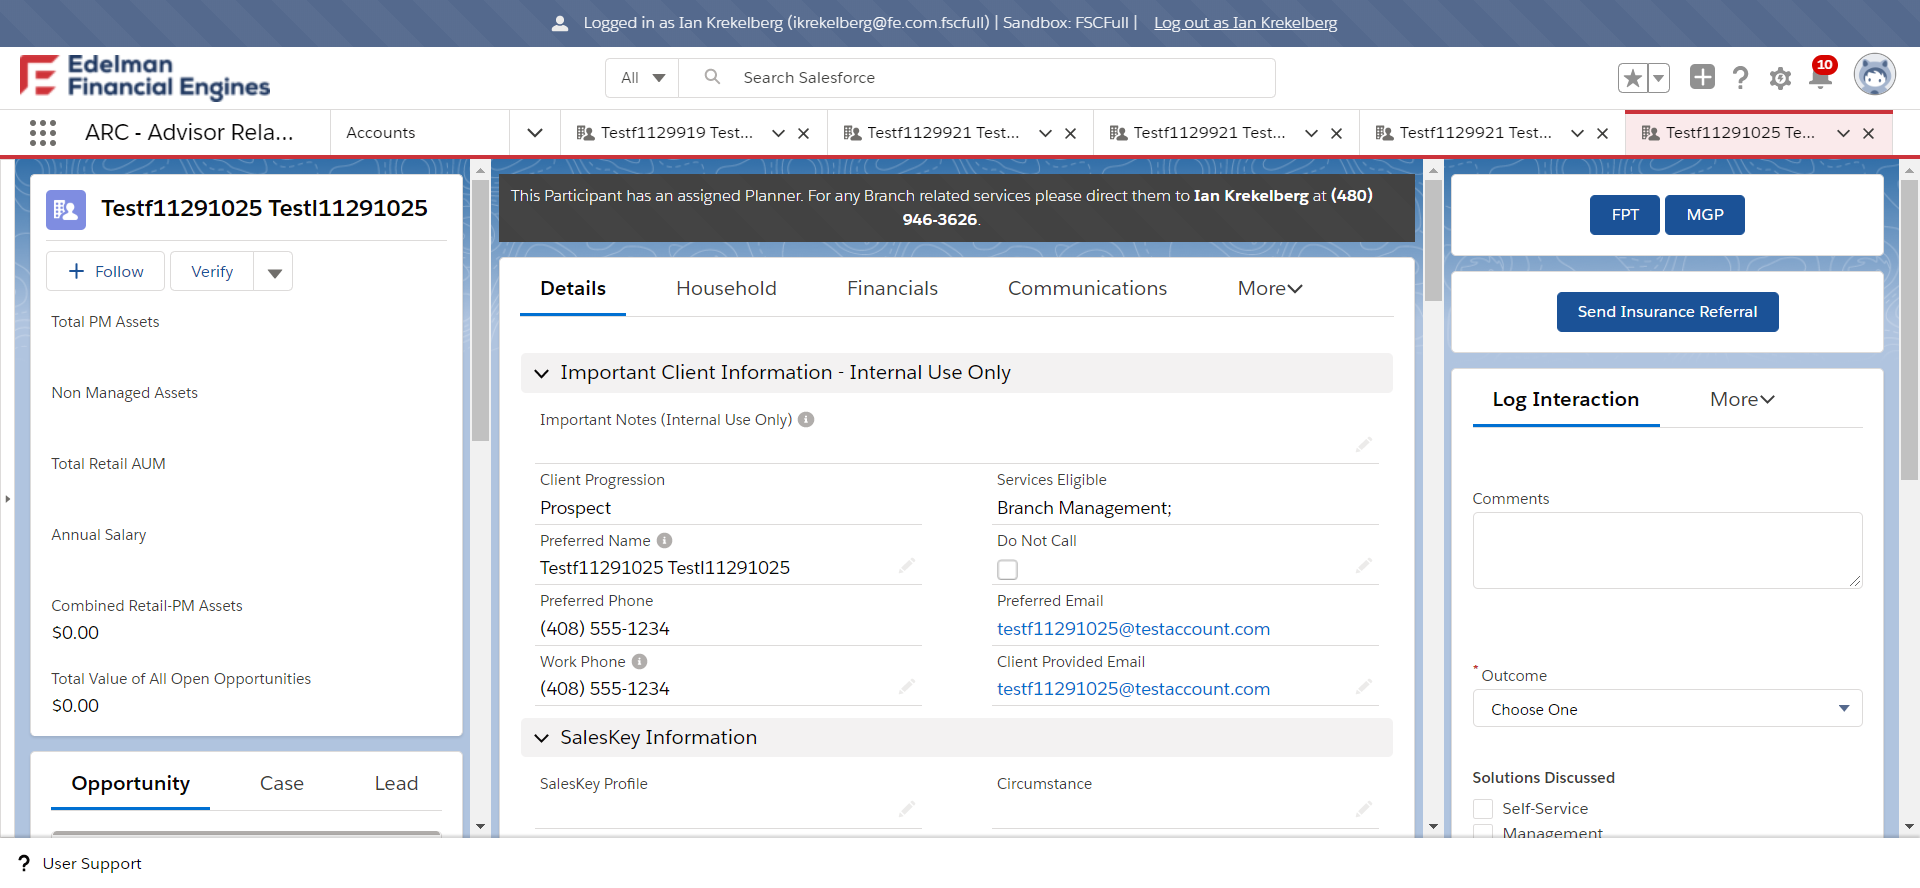 Logged in as Ian Krekelberg (ikrekelberg@fe.com.fscfull) | Sandbox: FSCFull | Log out as Ian Krekelberg
Edelman
Financial Engines
All
Search Salesforce
10
ARC - Advisor Rela...
Accounts
Testf1129919 Test...
Testf1129921 Test...
Testf1129921 Test...
Testf1129921 Test...
Testf11291025 Te...
Testf11291025 Testl11291025
Follow
Verify
Total PM Assets
Non Managed Assets
Total Retail AUM
Annual Salary
Combined Retail-PM Assets
$0.00
Total Value of All Open Opportunities
$0.00
Opportunity
Case
Lead
This Participant has an assigned Planner. For any Branch related services please direct them to Ian Krekelberg at (480)
946-3626.
Details
Household
Financials
Communications
More
Important Client Information - Internal Use Only
Important Notes (Internal Use Only)
Client Progression
Prospect
Services Eligible
Branch Management;
Preferred Name
Testf11291025 Testl11291025
Do Not Call
Preferred Phone
(408) 555-1234
Preferred Email
testf11291025@testaccount.com
Work Phone
(408) 555-1234
Client Provided Email
testf11291025@testaccount.com
SalesKey Information
SalesKey Profile
Circumstance
FPT
MGP
Send Insurance Referral
Log Interaction
More
Comments
* Outcome
Choose One
Solutions Discussed
Self-Service
Management
? User Support